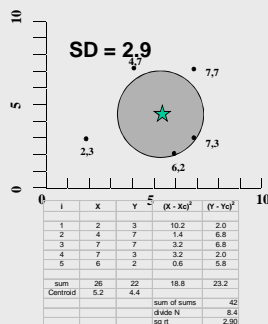 10
SD = 2.9
4,7
7,7
5
7,3
2,3
6,2
0
0
5
10
i X Y (X - Xc)² (Y - Yc)²
1 2 3 10.2 2.0
2 4 7 1.4 6.8
3 7 7 3.2 6.8
4 7 3 3.2 2.0
5 6 2 0.6 5.8
sum 26 22 18.8 23.2
Centroid 5.2 4.4
sum of sums 42
divide N 8.4
sq rt 2.90